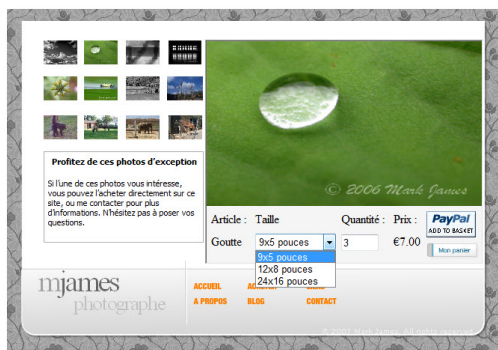 © 2006 Mark James
Profitez de ces photos d'exception
Si l'une de ces photos vous intéresse,
vous pouvez l'acheter directement sur ce
site, ou me contacter pour plus
d'informations. N'hésitez pas à poser vos
questions.
Article : Taille Quantité : Prix :
Goutte 9x5 pouces 3 €7.00
PayPal
ADD TO BASKET
Mon panier
9x5 pouces
12x8 pouces
24x16 pouces
mjames
photographe
ACCUEIL
A PROPOS BLOG CONTACT
© 2007 Mark James. All rights reserved